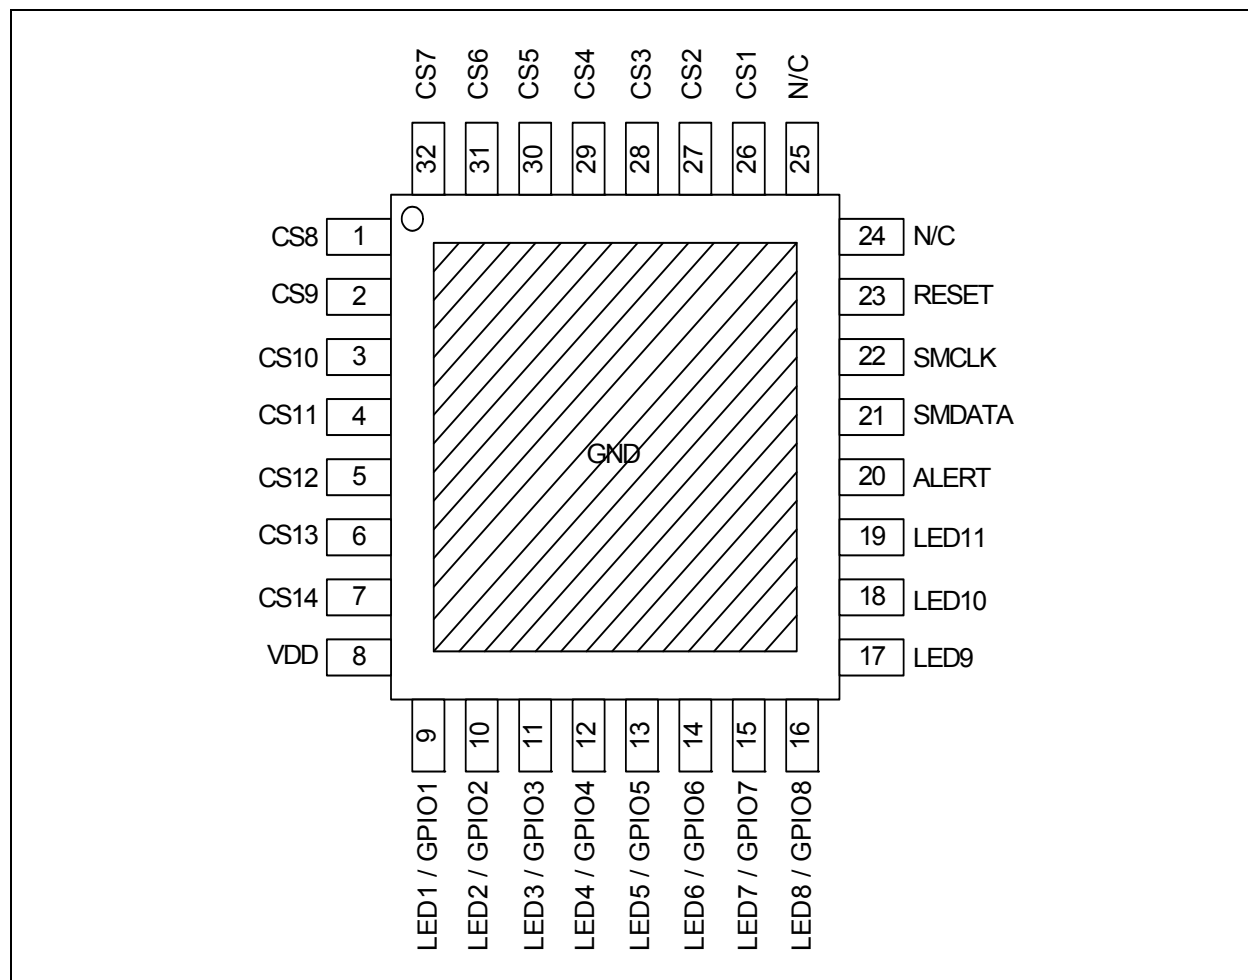 CS7
CS6
CS5
CS4
CS3
CS2
CS1
N/C
32
31
30
29
28
27
26
25
CS8 1
24 N/C
CS9 2
23 RESET
CS10 3
22 SMCLK
CS11 4
21 SMDATA
GND
CS12 5
20 ALERT
CS13 6
19 LED11
CS14 7
18 LED10
VDD 8
17 LED9
9
10
11
12
13
14
15
16
LED1 / GPIO1
LED2 / GPIO2
LED3 / GPIO3
LED4 / GPIO4
LED5 / GPIO5
LED6 / GPIO6
LED7 / GPIO7
LED8 / GPIO8